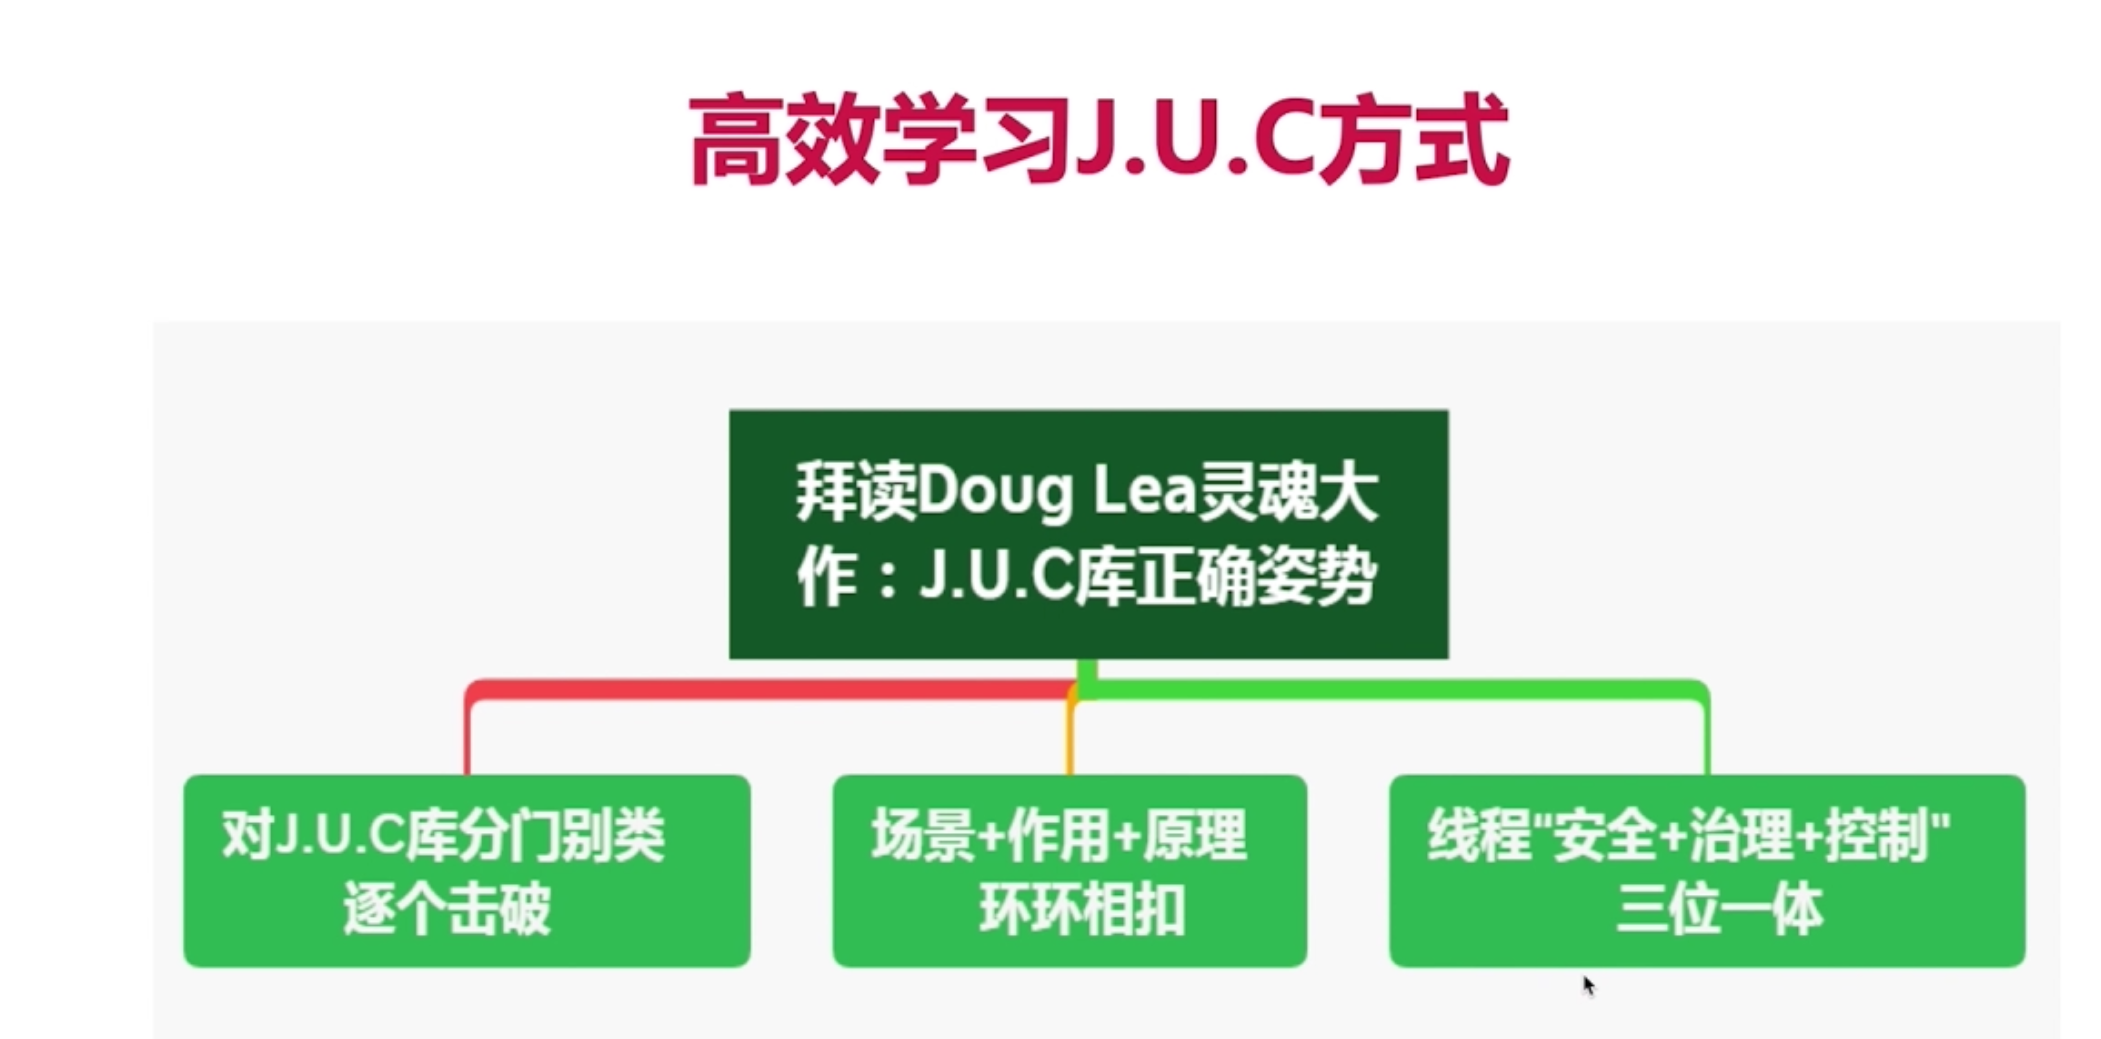 高效学习J.U.C方式
拜读Doug Lea灵魂大
作：J.U.C库正确姿势
对J.U.C库分门别类
逐个击破
场景+作用+原理
环环相扣
线程“安全+治理+控制"
三位一体